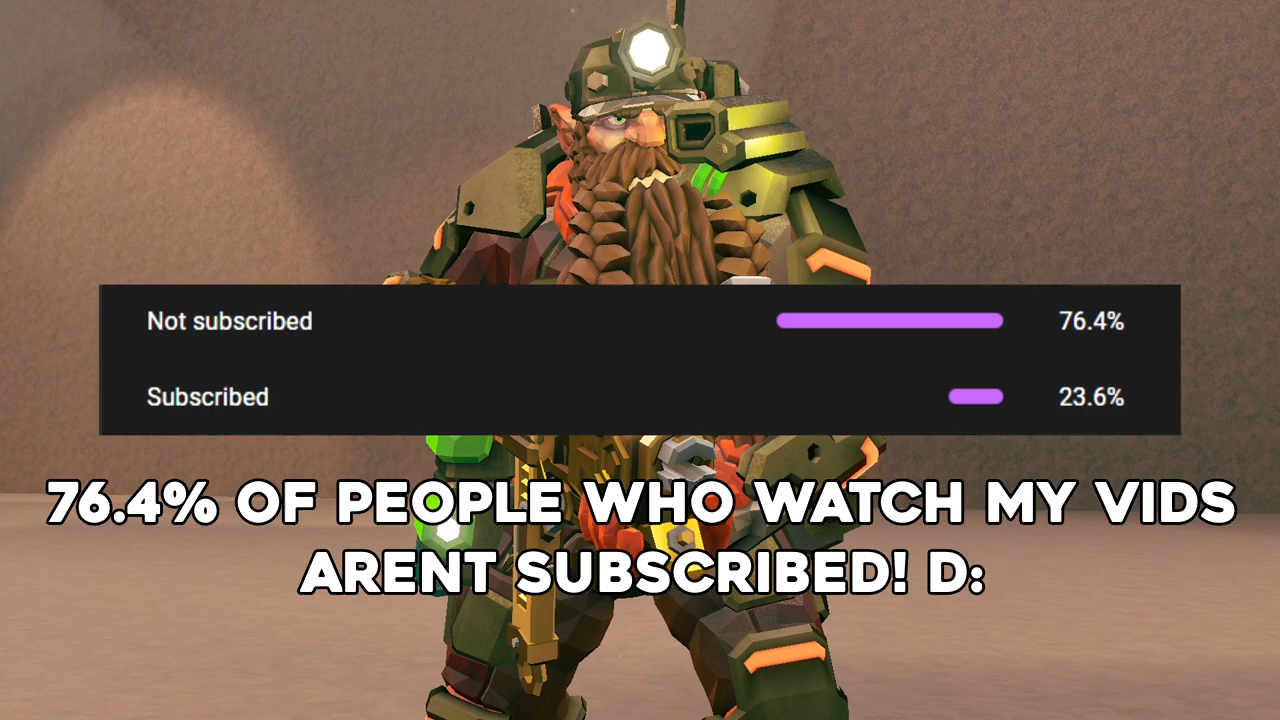 Not subscribed 76.4%
Subscribed 23.6%
76.4% OF PEOPLE WHO WATCH MY VIDS
ARENT SUBSCRIBED! D: